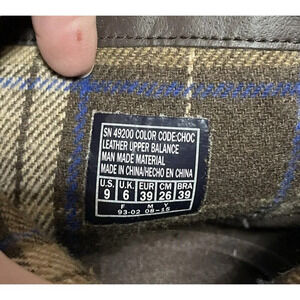 SN 49200 COLOR CODE:CHOC
LEATHER UPPER BALANCE
MAN MADE MATERIAL
MADE IN CHINA/HECHO EN CHINA
U.S. U.K. EUR CM BRA
9 6 39 26 39
F M Y
93-02 08-15